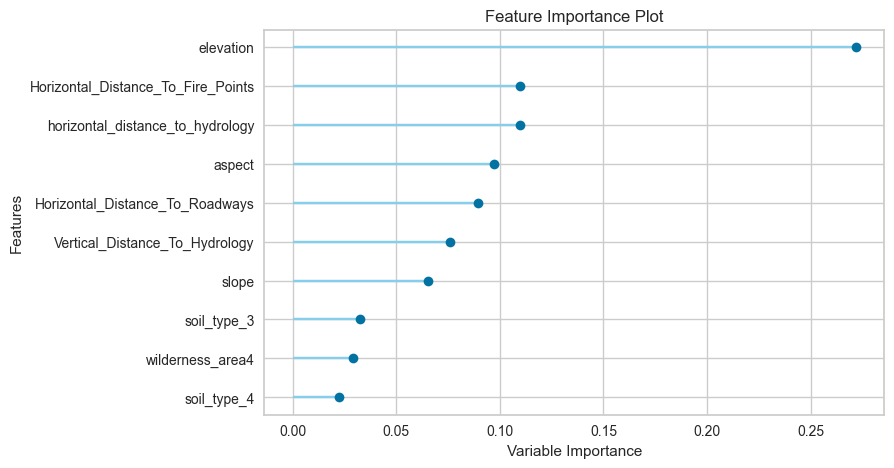 Feature Importance Plot
Features
elevation
Horizontal_Distance_To_Fire_Points
horizontal_distance_to_hydrology
aspect
Horizontal_Distance_To_Roadways
Vertical_Distance_To_Hydrology
slope
soil_type_3
wilderness_area4
soil_type_4
0.00 0.05 0.10 0.15 0.20 0.25
Variable Importance